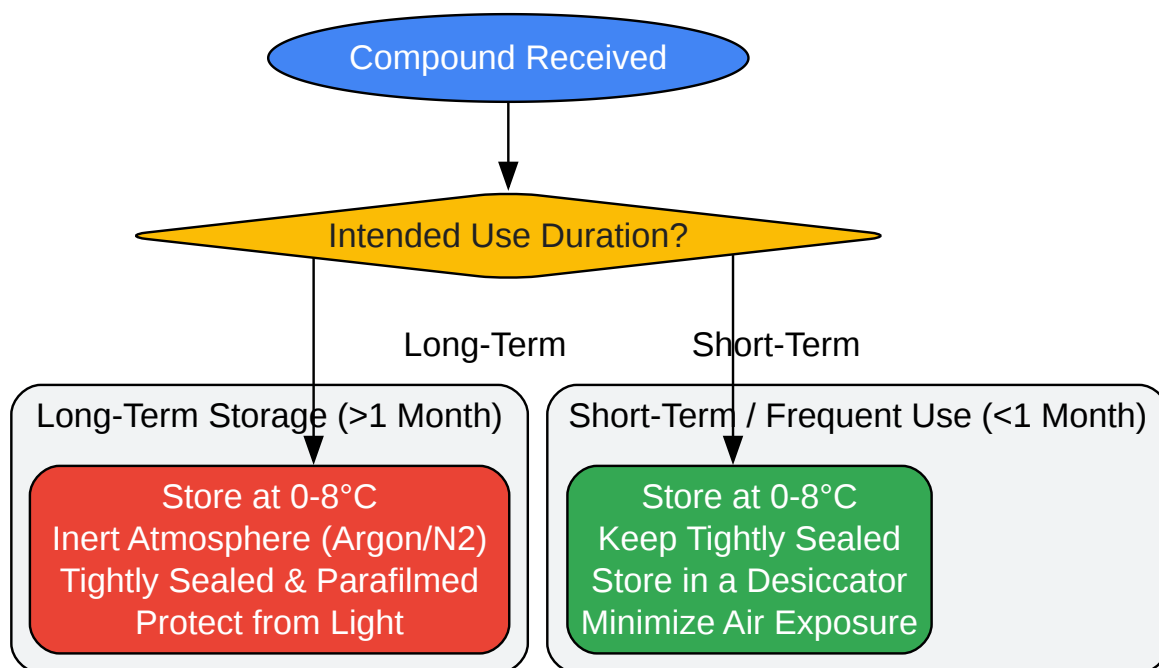 Compound Received
Intended Use Duration?
Long-Term
Short-Term
Long-Term Storage (>1 Month)
Store at 0-8°C
Inert Atmosphere (Argon/N2)
Tightly Sealed & Parafilmed
Protect from Light
Short-Term / Frequent Use (<1 Month)
Store at 0-8°C
Keep Tightly Sealed
Store in a Desiccator
Minimize Air Exposure